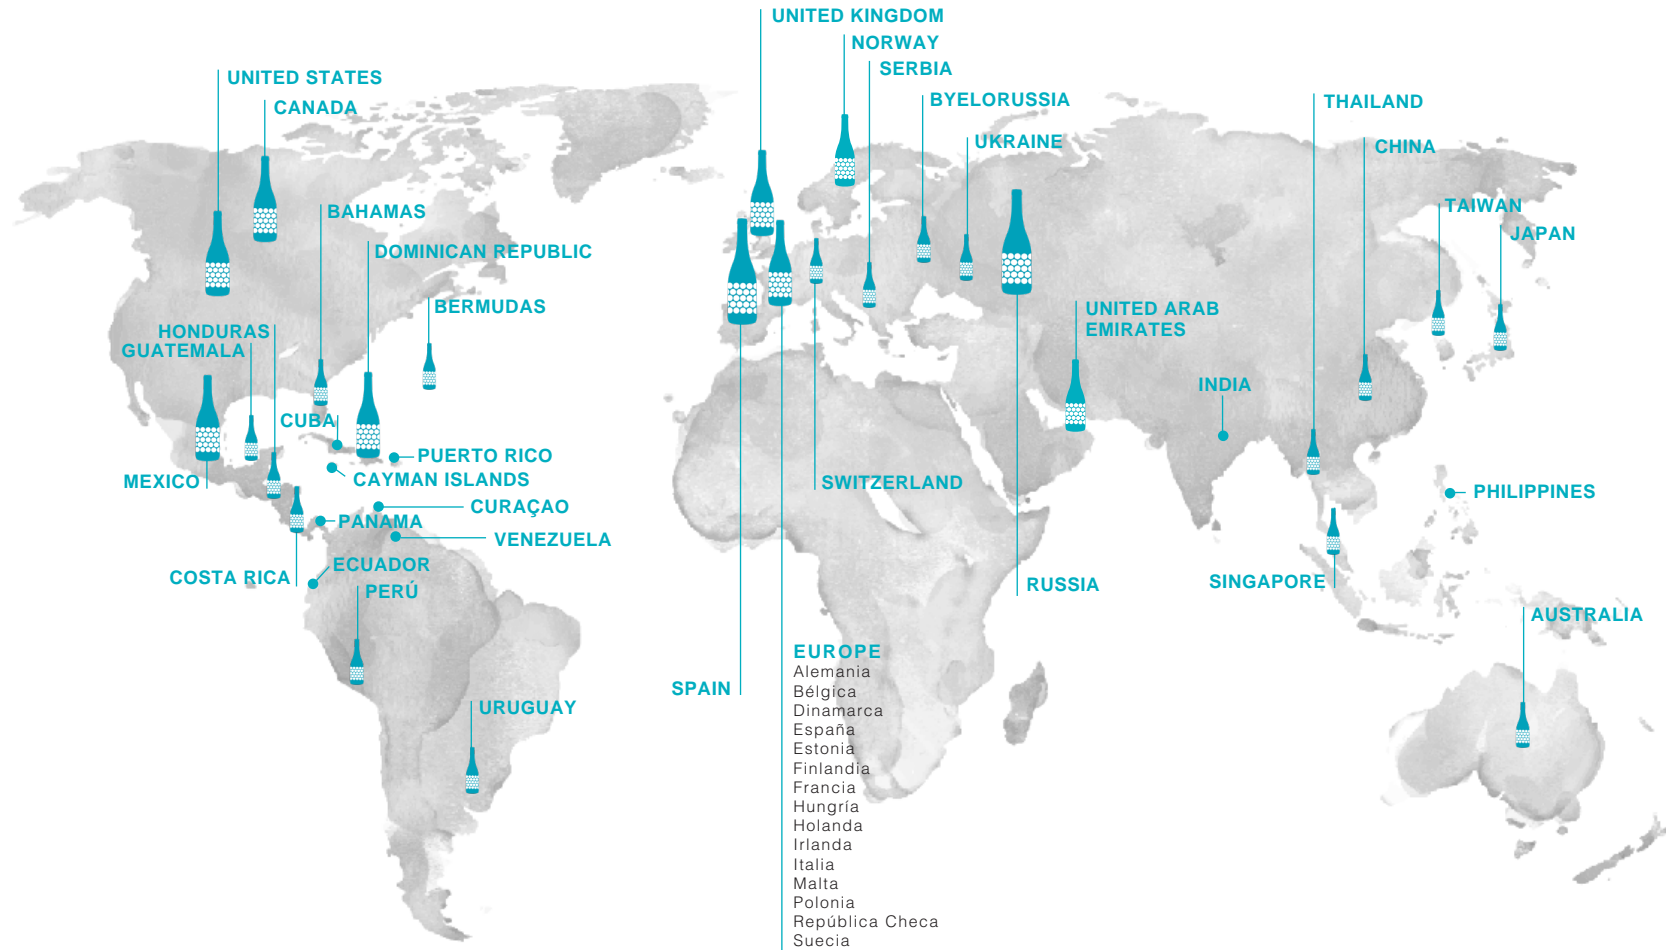 UNITED KINGDOM
NORWAY
SERBIA
UNITED STATES
CANADA
BYELORUSSIA
THAILAND
UKRAINE
CHINA
BAHAMAS
TAIWAN
JAPAN
DOMINICAN REPUBLIC
BERMUDAS
UNITED ARAB
EMIRATES
HONDURAS
GUATEMALA
INDIA
CUBA
PUERTO RICO
CAYMAN ISLANDS
MEXICO
SWITZERLAND
PHILIPPINES
CURAÇAO
PANAMA
VENEZUELA
ECUADOR
COSTA RICA
PERÚ
RUSSIA
SINGAPORE
AUSTRALIA
SPAIN
URUGUAY
EUROPE
Alemania
Bélgica
Dinamarca
España
Estonia
Finlandia
Francia
Hungría
Holanda
Irlanda
Italia
Malta
Polonia
República Checa
Suecia